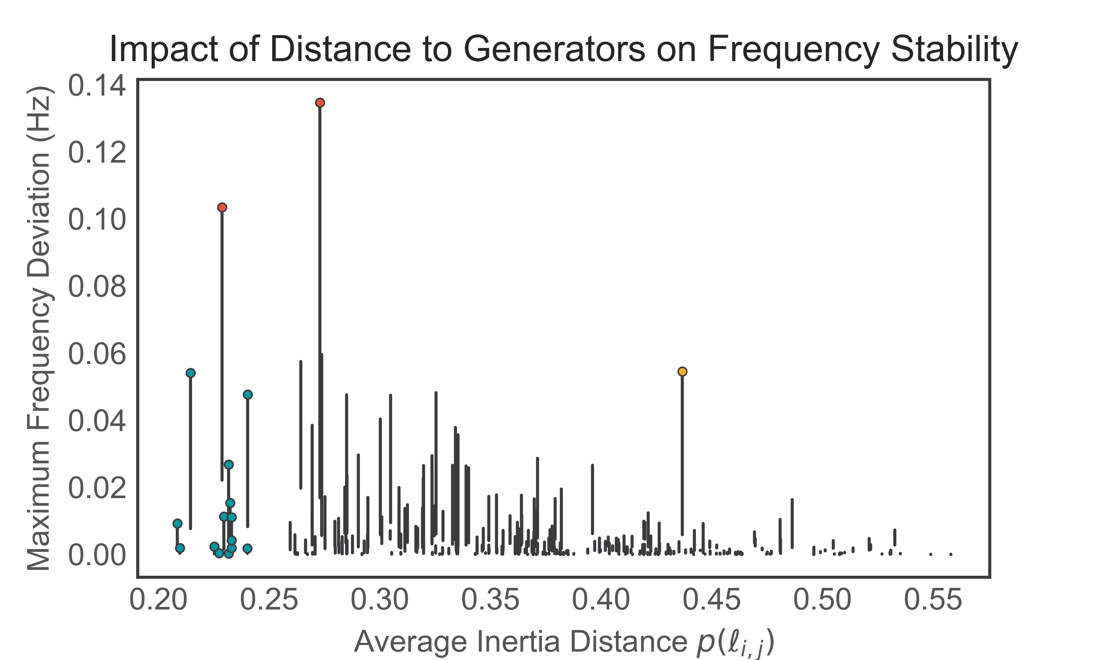 Impact of Distance to Generators on Frequency Stability
Maximum Frequency Deviation (Hz)
0.14
0.12
0.10
0.08
0.06
0.04
0.02
0.00
0.20 0.25 0.30 0.35 0.40 0.45 0.50 0.55
Average Inertia Distance p(ℓi,j)